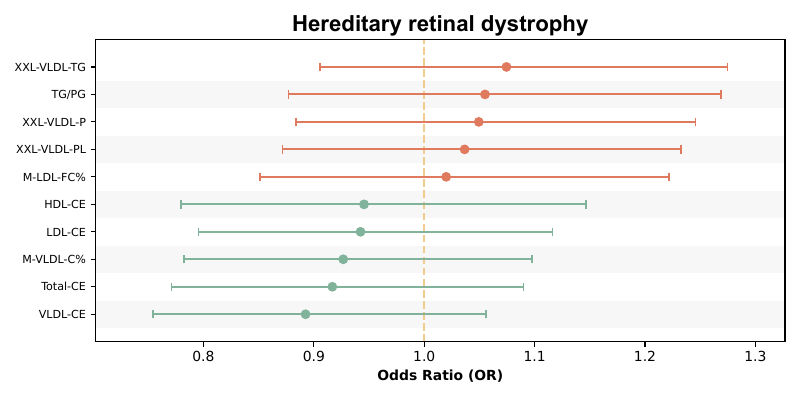 Hereditary retinal dystrophy
XXL-VLDL-TG
TG/PG
XXL-VLDL-P
XXL-VLDL-PL
M-LDL-FC%
HDL-CE
LDL-CE
M-VLDL-C%
Total-CE
VLDL-CE
0.8 0.9 1.0 1.1 1.2 1.3
Odds Ratio (OR)